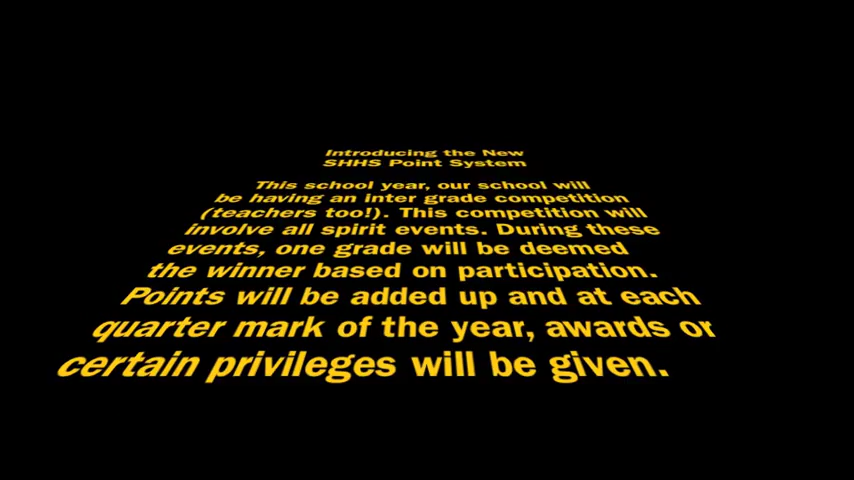 Introducing the New
SHHS Point System
This school year, our school will
be having an inter grade competition
(teachers too!). This competition will
involve all spirit events. During these
events, one grade will be deemed
the winner based on participation.
Points will be added up and at each
quarter mark of the year, awards or
certain privileges will be given.